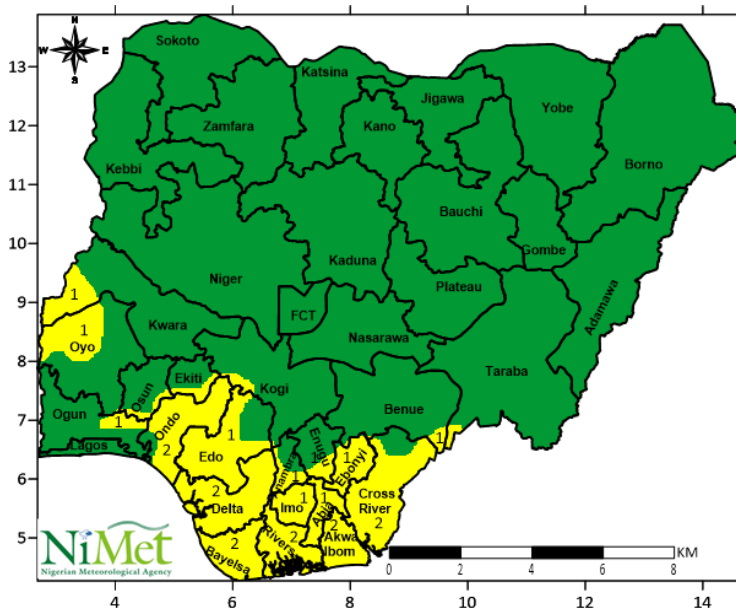 N
W E
S
13
12
11
10
9
8
7
6
5
Sokoto
Katsina
Jigawa
Yobe
Zamfara
Kano
Borno
Kebbi
Bauchi
Gombe
Kaduna
Niger
Plateau
Adamawa
1
FCT
1
Oyo
Kwara
Nasarawa
Taraba
Ekiti
Osun
Kogi
Ogun
Benue
1
Ondo
1
Enugu
1
Lagos
2
Edo
1
1
Ebonyi
nambra
1
2
Delta
Imo
1
1
Abia
Cross
River
2
2
Rivers
2
2
Akwa
Ibom
Bayelsa
NiMet
Nigerian Meteorological Agency
KM
0 2 4 6 8
4 6 8 10 12 14